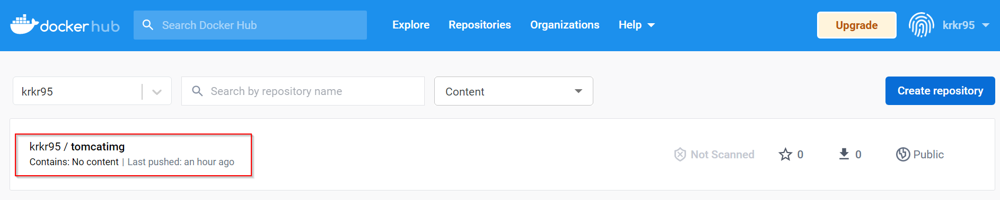 docker hub
Search Docker Hub
Explore
Repositories
Organizations
Help
Upgrade
krkr95
krkr95
Search by repository name
Content
Create repository
krkr95 / tomcatimg
Contains: No content | Last pushed: an hour ago
Not Scanned
0
0
Public